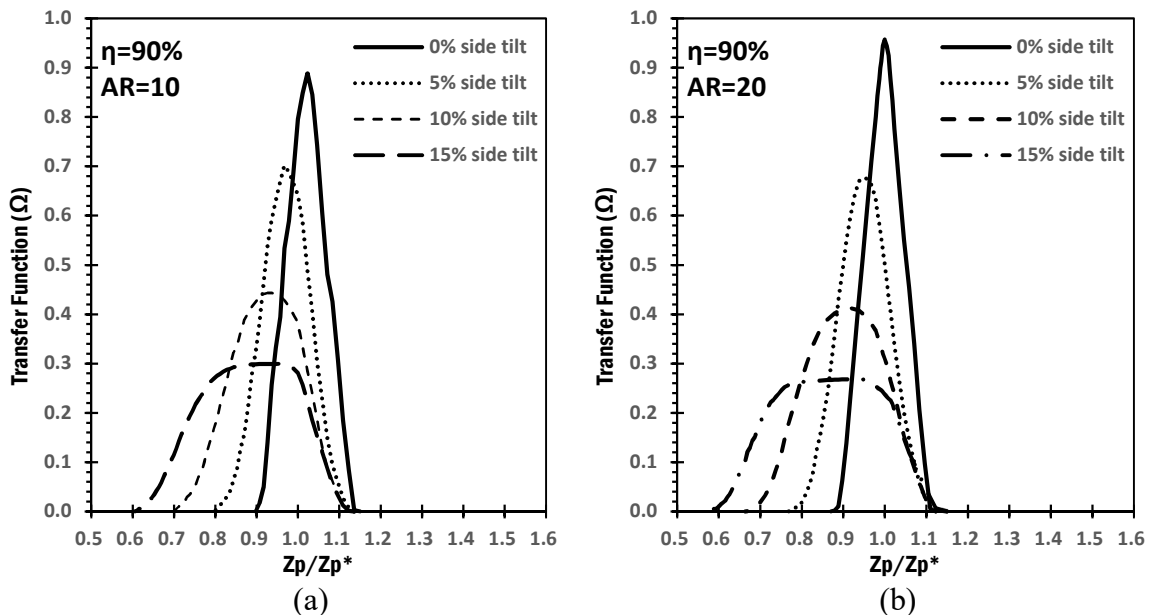 η=90%
AR=10
0% side tilt
5% side tilt
10% side tilt
15% side tilt
Transfer Function (Ω)
1.0
0.9
0.8
0.7
0.6
0.5
0.4
0.3
0.2
0.1
0.0
0.5 0.6 0.7 0.8 0.9 1.0 1.1 1.2 1.3 1.4 1.5 1.6
Zp/Zp*
(a)
η=90%
AR=20
0% side tilt
5% side tilt
10% side tilt
15% side tilt
Transfer Function (Ω)
1.0
0.9
0.8
0.7
0.6
0.5
0.4
0.3
0.2
0.1
0.0
0.5 0.6 0.7 0.8 0.9 1.0 1.1 1.2 1.3 1.4 1.5 1.6
Zp/Zp*
(b)